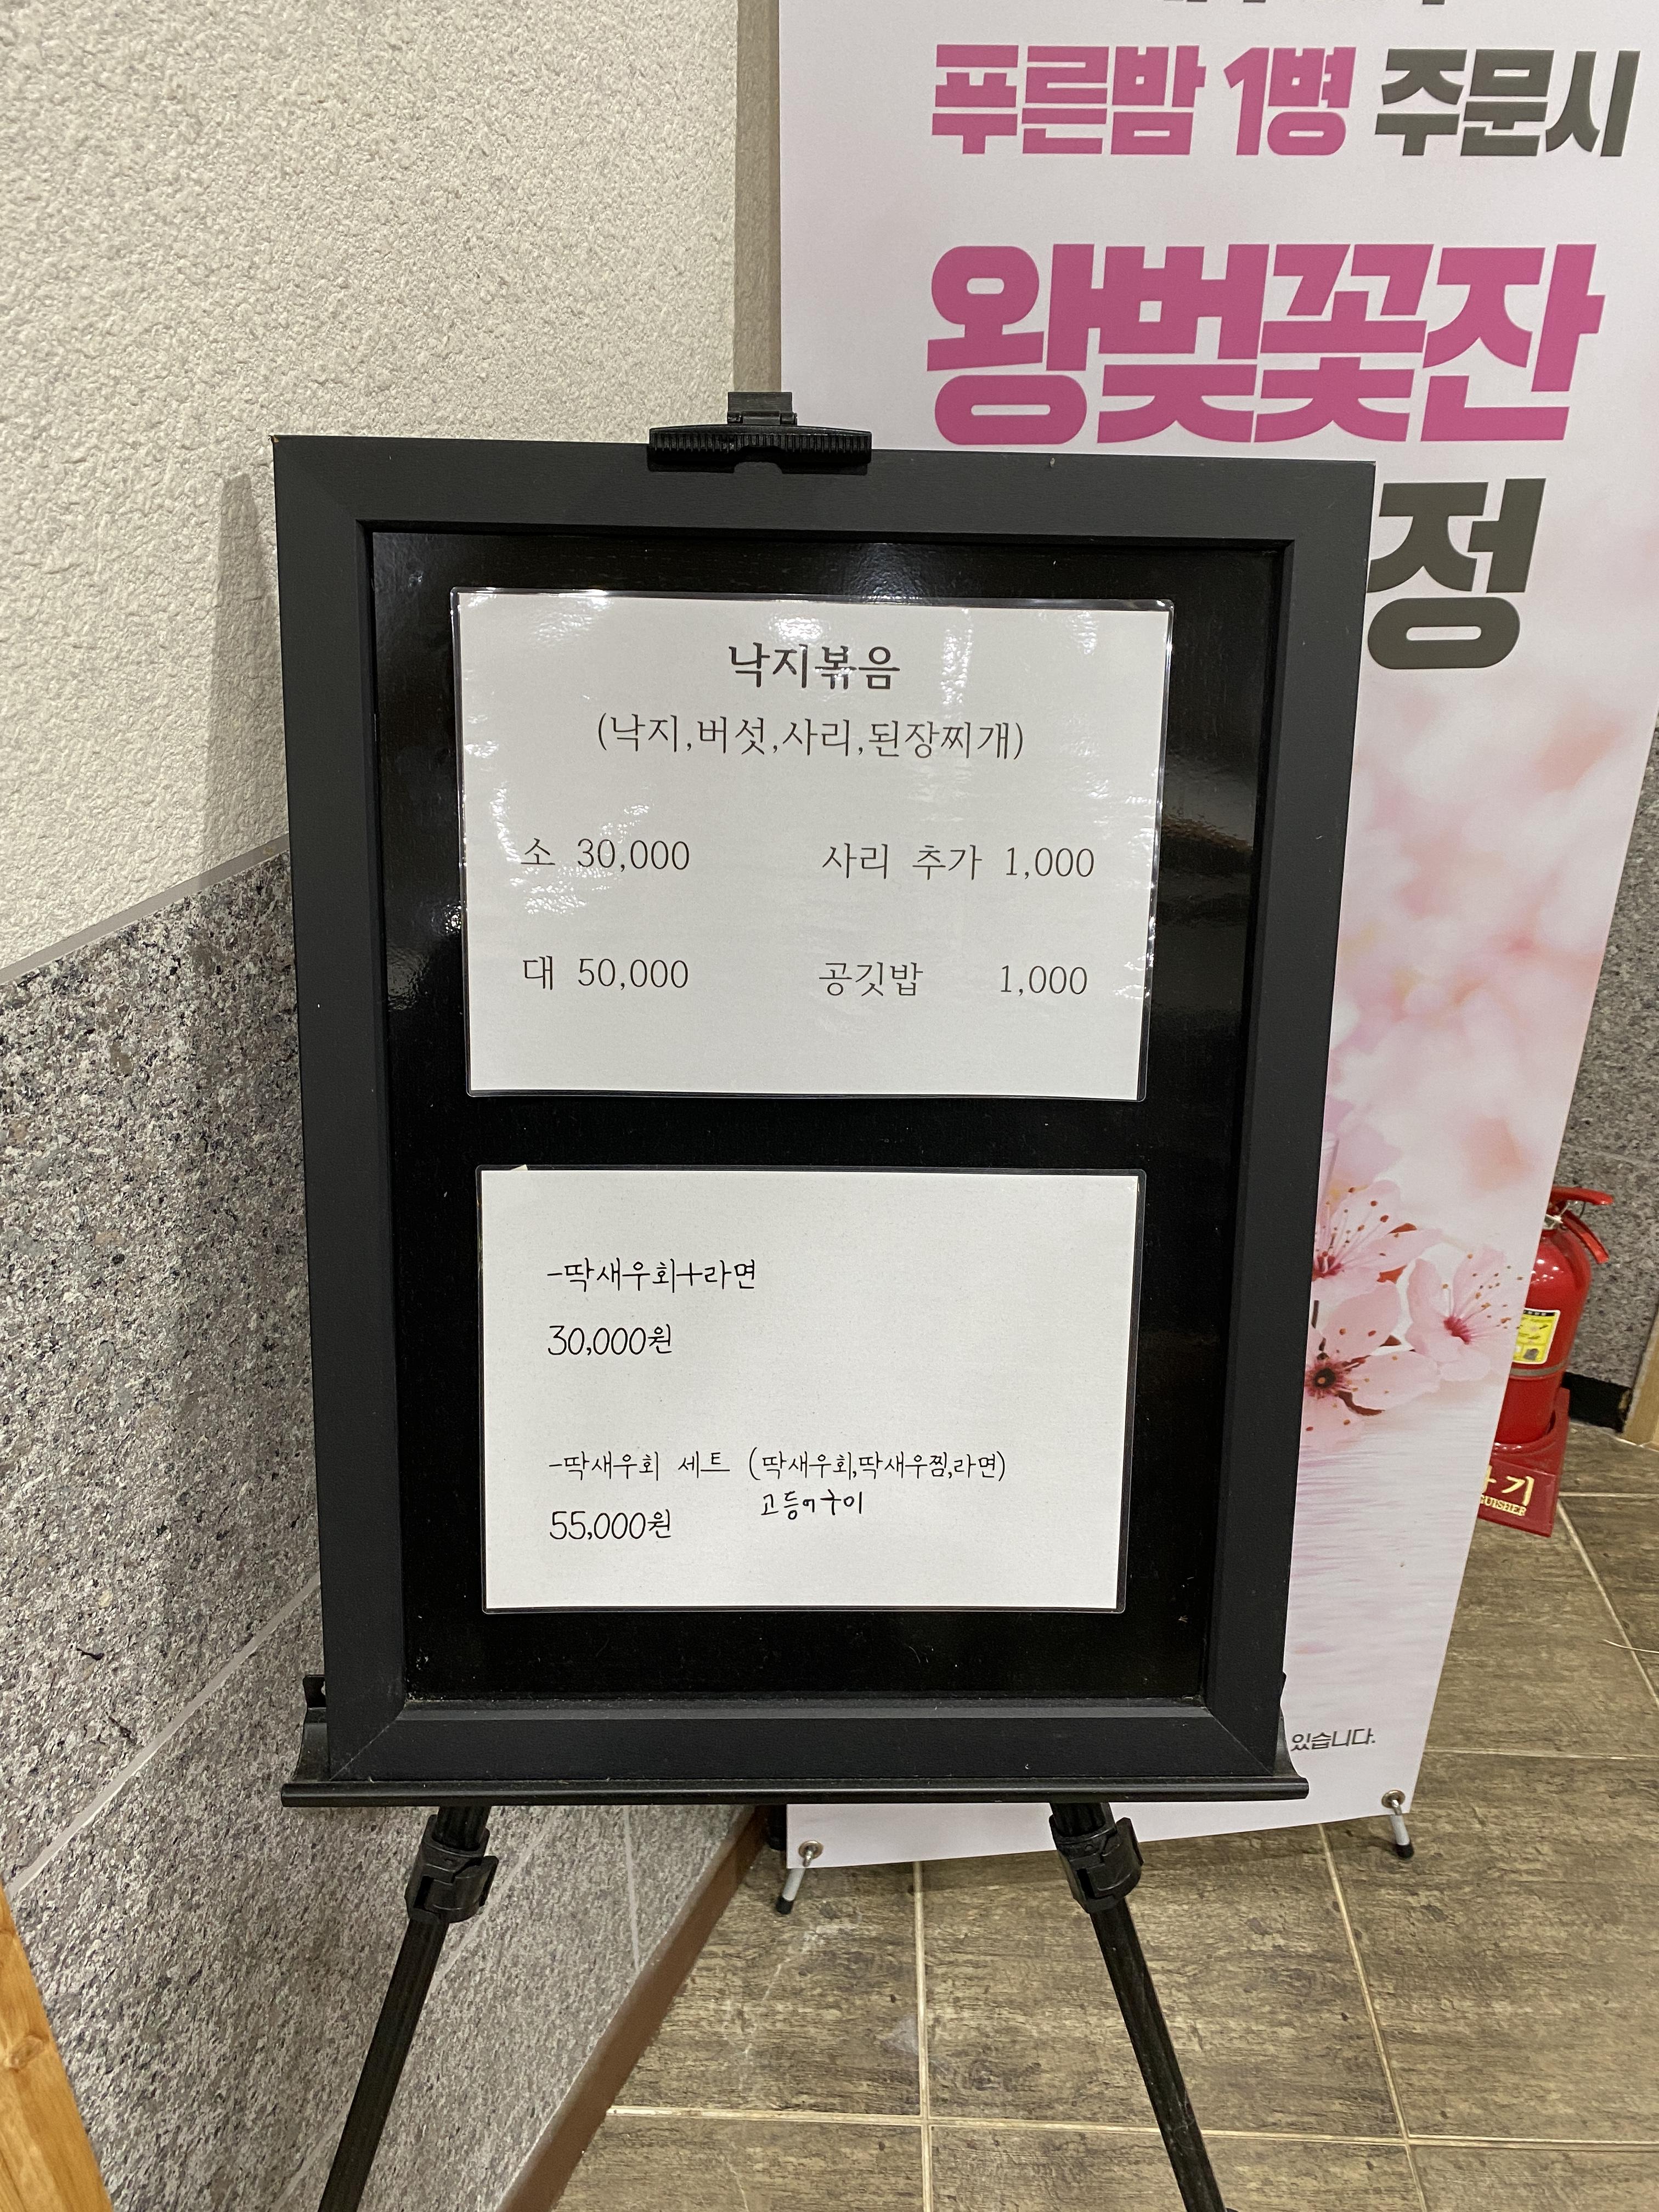 푸른밤 1병 주문시
왕벚꽃잔
정
낙지볶음
(낙지,버섯,사리,된장찌개)
소 30,000 사리 추가 1,000
대 50,000 공깃밥 1,000
-딱새우회+라면
30,000원
-딱새우회 세트 (딱새우회,딱새우찜,라면)
고등어구이
55,000원
있습니다.
기